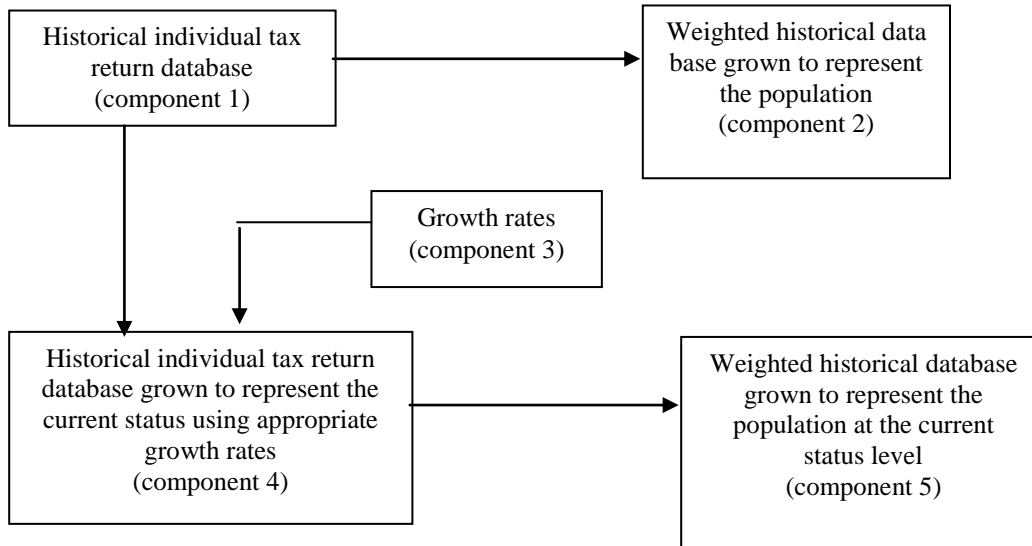 Historical individual tax
return database
(component 1)
Weighted historical data
base grown to represent
the population
(component 2)
Growth rates
(component 3)
Historical individual tax return
database grown to represent the
current status using appropriate
growth rates
(component 4)
Weighted historical database
grown to represent the
population at the current
status level
(component 5)